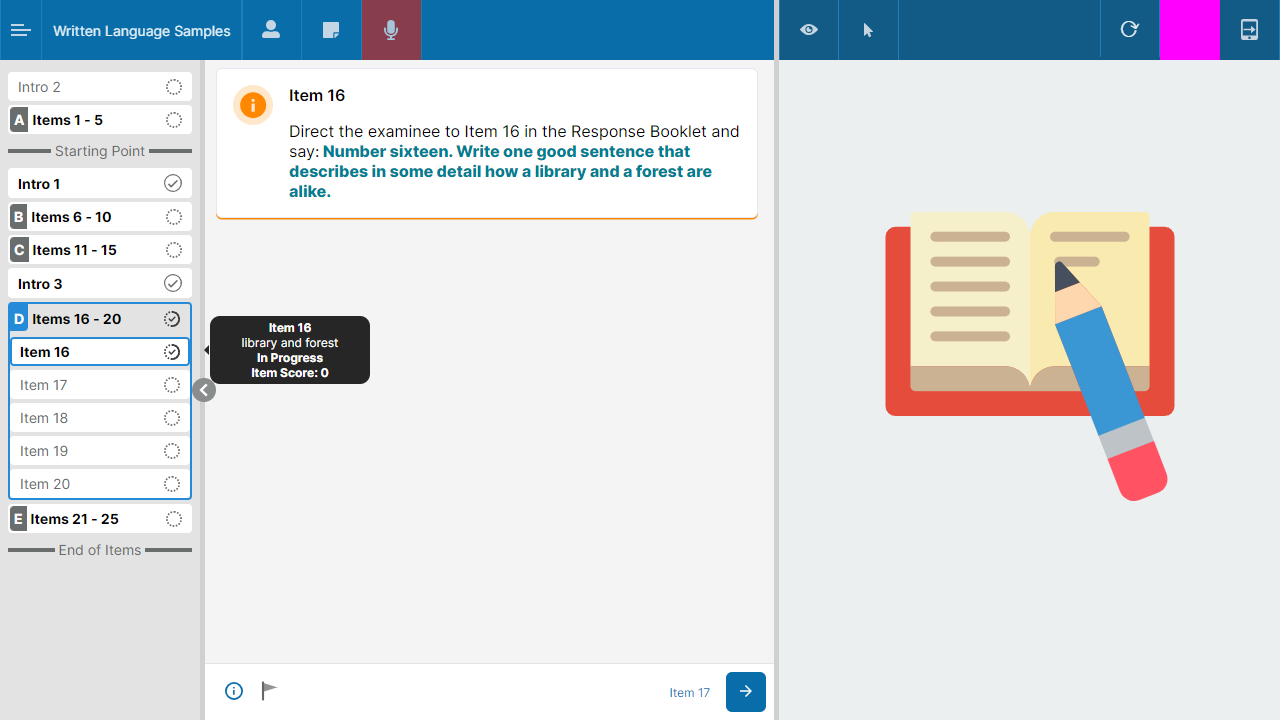 Written Language Samples
Intro 2
A Items 1 - 5
Starting Point
Intro 1
B Items 6 - 10
C Items 11 - 15
Intro 3
D Items 16 - 20
Item 16
Item 17
Item 18
Item 19
Item 20
E Items 21 - 25
End of Items
Item 16
Direct the examinee to Item 16 in the Response Booklet and
say: Number sixteen. Write one good sentence that
describes in some detail how a library and a forest are
alike.
Item 16
library and forest
In Progress
Item Score: 0
Item 17